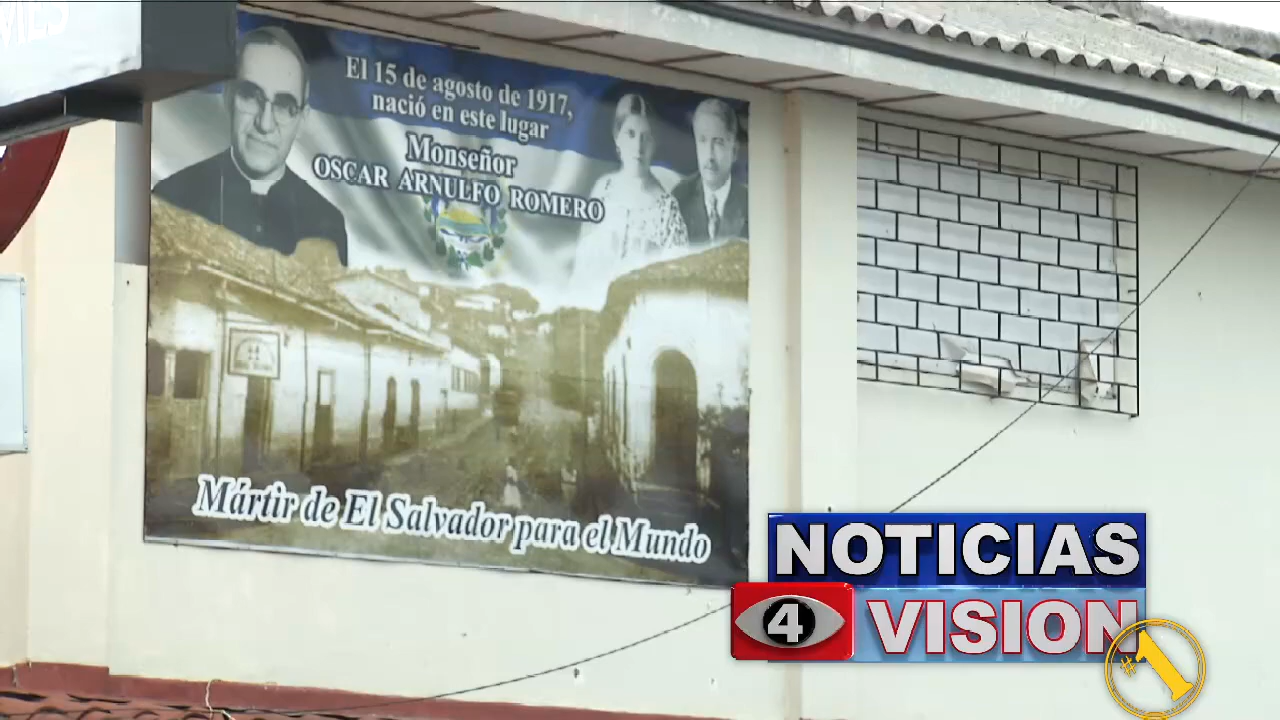 El 15 de agosto de 1917,
nació en este lugar
Monseñor
OSCAR ARNULFO ROMERO
Mártir de El Salvador para el Mundo
NOTICIAS
4 VISION
#1